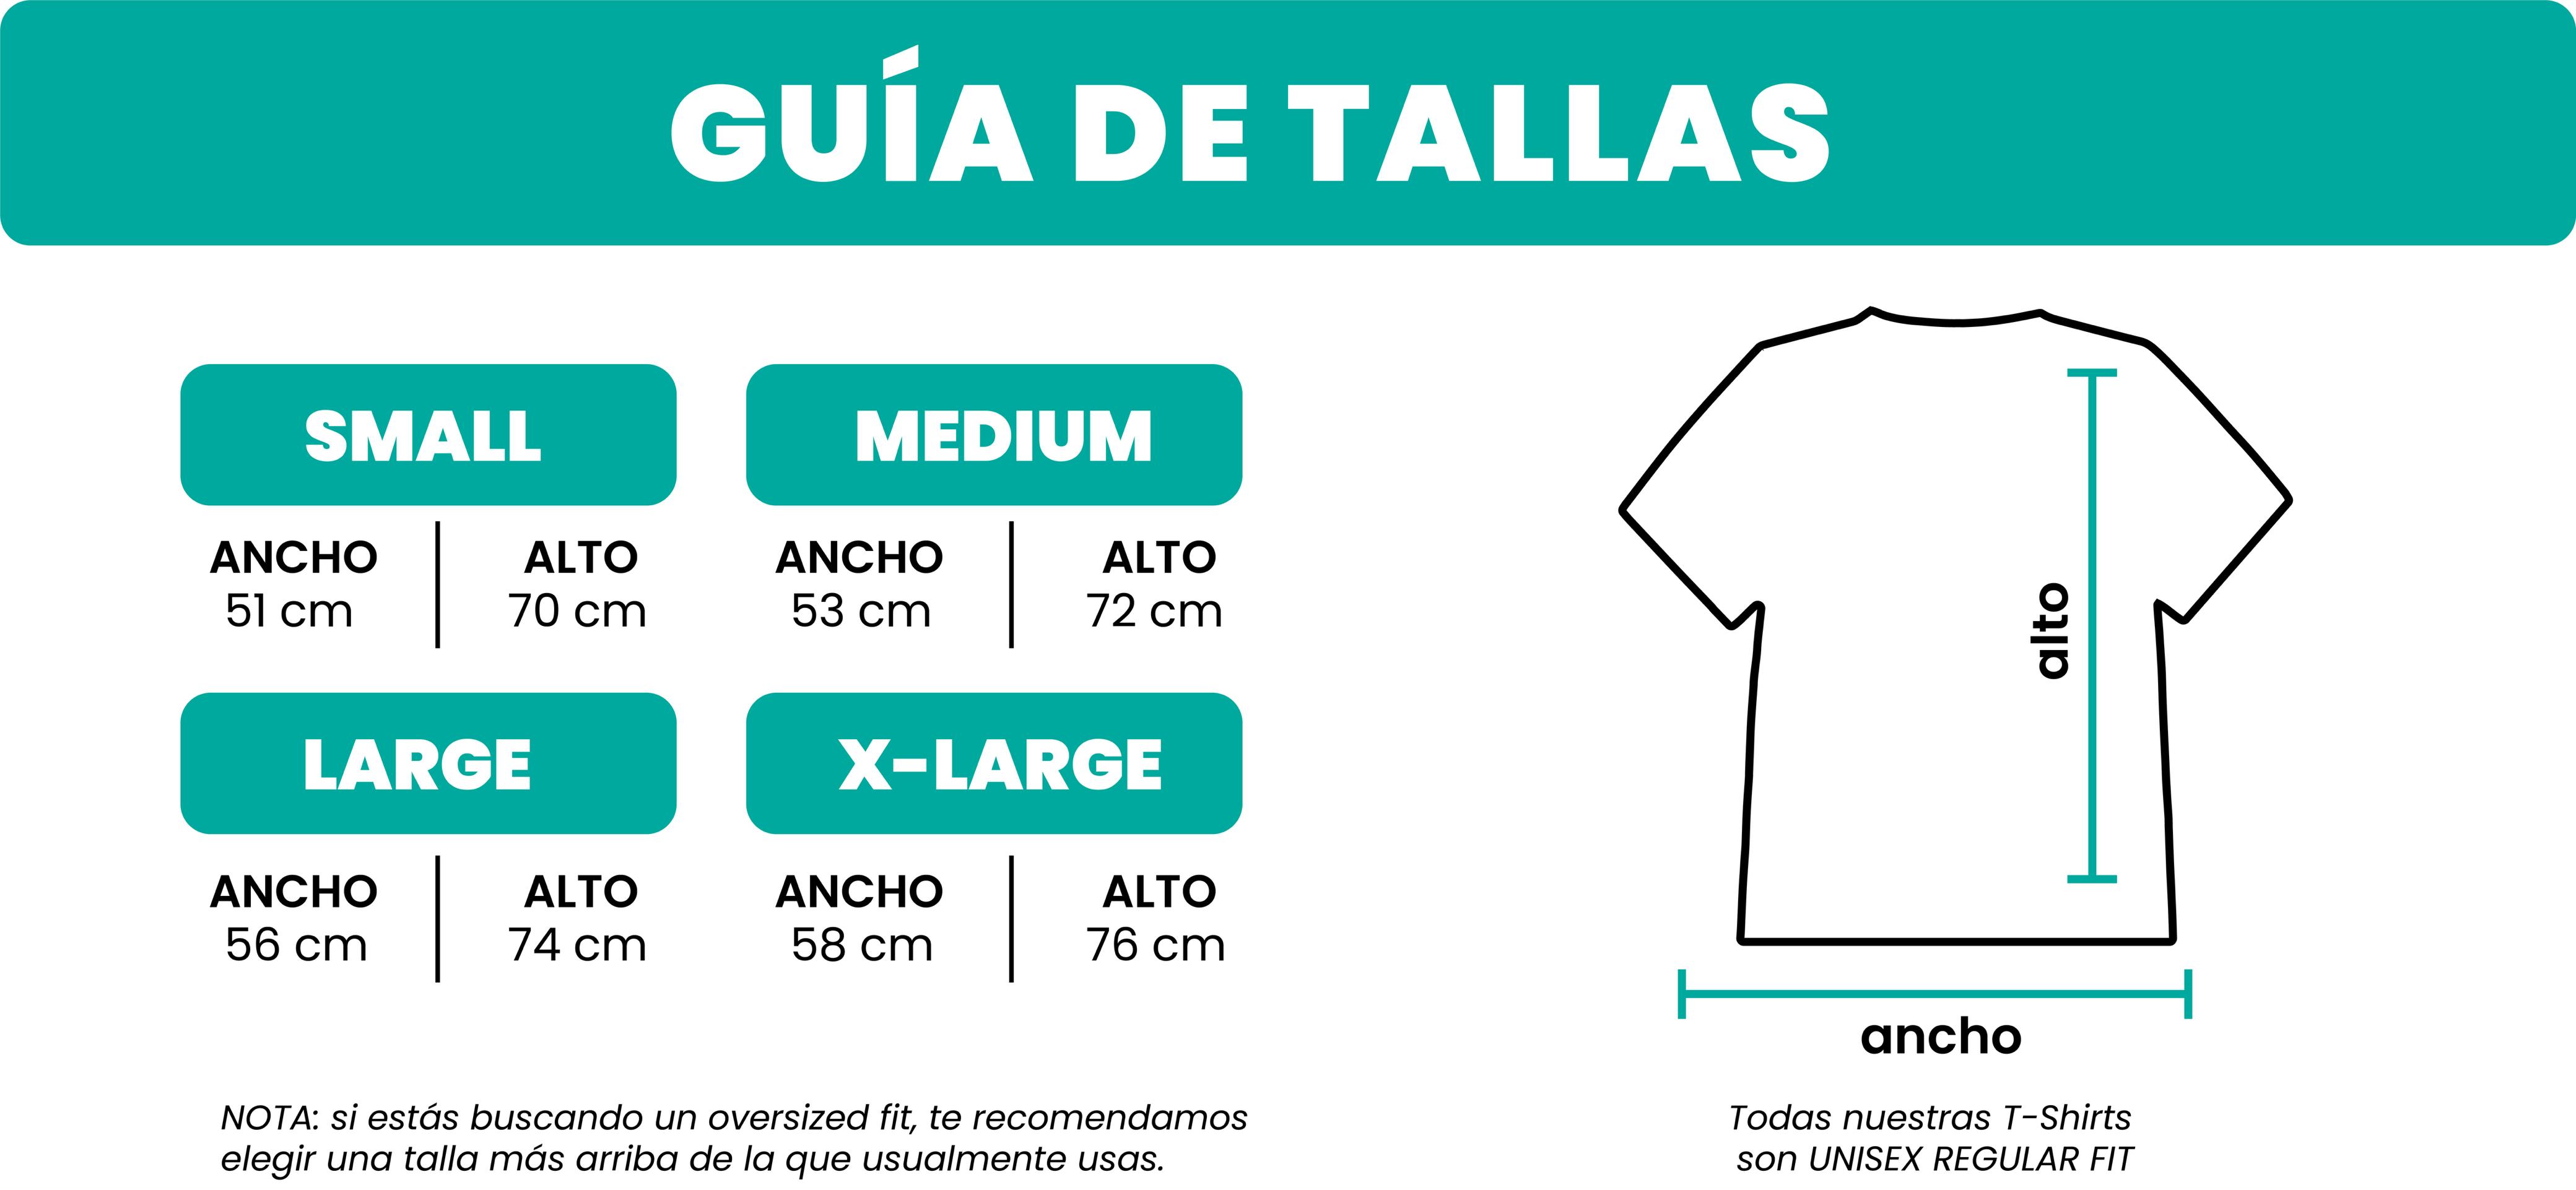 GUÍA DE TALLAS
SMALL
ANCHO
51 cm
ALTO
70 cm
MEDIUM
ANCHO
53 cm
ALTO
72 cm
LARGE
ANCHO
56 cm
ALTO
74 cm
X-LARGE
ANCHO
58 cm
ALTO
76 cm
NOTA: si estás buscando un oversized fit, te recomendamos
elegir una talla más arriba de la que usualmente usas.
alto
ancho
Todas nuestras T-Shirts
son UNISEX REGULAR FIT